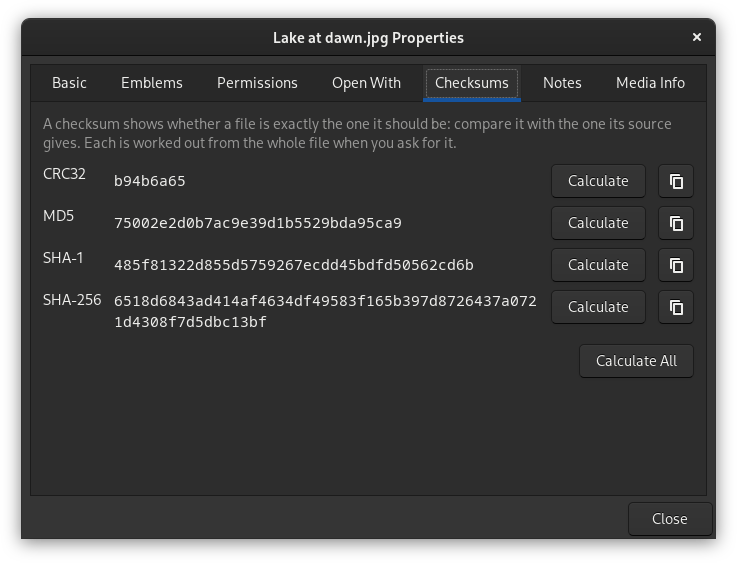 Lake at dawn.jpg Properties
×
Basic Emblems Permissions Open With Checksums Notes Media Info
A checksum shows whether a file is exactly the one it should be: compare it with the one its source
gives. Each is worked out from the whole file when you ask for it.
CRC32 b94b6a65 Calculate
MD5 75002e2d0b7ac9e39d1b5529bda95ca9 Calculate
SHA-1 485f81322d855d5759267ecdd45bdfd50562cd6b Calculate
SHA-256 6518d6843ad414af4634df49583f165b397d8726437a072 Calculate
1d4308f7d5dbc13bf
Calculate All
Close